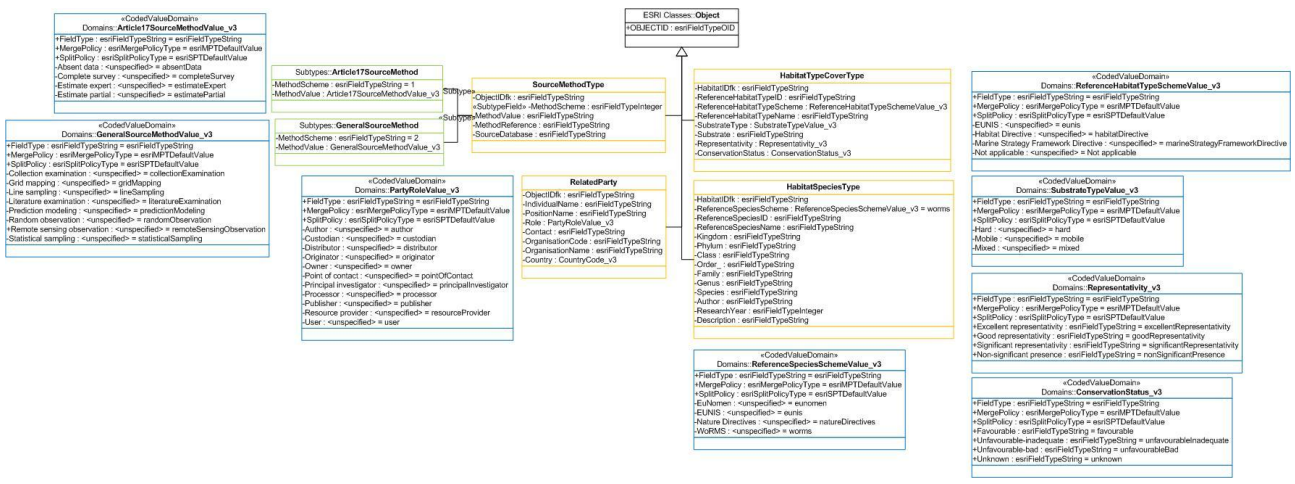 «CodedValueDomain»
Domains::Article17SourceMethodValue_v3
+FieldType : esriFieldTypeString = esriFieldTypeString
+MergePolicy : esriMergePolicyType = esriMPTDefaultValue
+SplitPolicy : esriSplitPolicyType = esriSPTDefaultValue
-Absent data : <unspecified> = absentData
-Complete survey : <unspecified> = completeSurvey
-Estimate expert : <unspecified> = estimateExpert
-Estimate partial : <unspecified> = estimatePartial
«CodedValueDomain»
Domains::GeneralSourceMethodValue_v3
+FieldType : esriFieldTypeString = esriFieldTypeString
+MergePolicy : esriMergePolicyType = esriMPTDefaultValue
+SplitPolicy : esriSplitPolicyType = esriSPTDefaultValue
-Collection examination : <unspecified> = collectionExamination
-Grid mapping : <unspecified> = gridMapping
-Line sampling : <unspecified> = lineSampling
-Literature examination : <unspecified> = literatureExamination
-Prediction modeling : <unspecified> = predictionModeling
-Random observation : <unspecified> = randomObservation
+Remote sensing observation : <unspecified> = remoteSensingObservation
-Statistical sampling : <unspecified> = statisticalSampling
Subtypes::Article17SourceMethod
-MethodScheme : esriFieldTypeString = 1
-MethodValue : Article17SourceMethodValue_v3
Subtypes::GeneralSourceMethod
-MethodScheme : esriFieldTypeString = 2
-MethodValue : GeneralSourceMethodValue_v3
«Subtype»
«Subtype»
SourceMethodType
-ObjectIDfk : esriFieldTypeString
«SubtypeField» -MethodScheme : esriFieldTypeInteger
-MethodValue : esriFieldTypeString
-MethodReference : esriFieldTypeString
-SourceDatabase : esriFieldTypeString
«CodedValueDomain»
Domains::PartyRoleValue_v3
+FieldType : esriFieldTypeString = esriFieldTypeString
+MergePolicy : esriMergePolicyType = esriMPTDefaultValue
+SplitPolicy : esriSplitPolicyType = esriSPTDefaultValue
-Author : <unspecified> = author
-Custodian : <unspecified> = custodian
-Distributor : <unspecified> = distributor
-Originator : <unspecified> = originator
-Owner : <unspecified> = owner
-Point of contact : <unspecified> = pointOfContact
-Principal investigator : <unspecified> = principalInvestigator
-Processor : <unspecified> = processor
-Publisher : <unspecified> = publisher
-Resource provider : <unspecified> = resourceProvider
-User : <unspecified> = user
RelatedParty
-ObjectIDfk : esriFieldTypeString
-IndividualName : esriFieldTypeString
-PositionName : esriFieldTypeString
-Role : PartyRoleValue_v3
-Contact : esriFieldTypeString
-OrganisationCode : esriFieldTypeString
-OrganisationName : esriFieldTypeString
-Country : CountryCode_v3
ESRI Classes::Object
+OBJECTID : esriFieldTypeOID
HabitatTypeCoverType
-HabitatIDfk : esriFieldTypeString
-ReferenceHabitatTypeID : esriFieldTypeString
-ReferenceHabitatTypeScheme : ReferenceHabitatTypeSchemeValue_v3
-ReferenceHabitatTypeName : esriFieldTypeString
-SubstrateType : SubstrateTypeValue_v3
-Substrate : esriFieldTypeString
-Representativity : Representativity_v3
-ConservationStatus : ConservationStatus_v3
HabitatSpeciesType
-HabitatIDfk : esriFieldTypeString
-ReferenceSpeciesScheme : ReferenceSpeciesSchemeValue_v3 = worms
-ReferenceSpeciesID : esriFieldTypeString
-ReferenceSpeciesName : esriFieldTypeString
-Kingdom : esriFieldTypeString
-Phylum : esriFieldTypeString
-Class : esriFieldTypeString
-Order_ : esriFieldTypeString
-Family : esriFieldTypeString
-Genus : esriFieldTypeString
-Species : esriFieldTypeString
-Author : esriFieldTypeString
-ResearchYear : esriFieldTypeInteger
-Description : esriFieldTypeString
«CodedValueDomain»
Domains::ReferenceSpeciesSchemeValue_v3
+FieldType : esriFieldTypeString = esriFieldTypeString
+MergePolicy : esriMergePolicyType = esriMPTDefaultValue
+SplitPolicy : esriSplitPolicyType = esriSPTDefaultValue
-EuNomen : <unspecified> = eunomen
-EUNIS : <unspecified> = eunis
-Nature Directives : <unspecified> = natureDirectives
-WoRMS : <unspecified> = worms
«CodedValueDomain»
Domains::ReferenceHabitatTypeSchemeValue_v3
+FieldType : esriFieldTypeString = esriFieldTypeString
+MergePolicy : esriMergePolicyType = esriMPTDefaultValue
+SplitPolicy : esriSplitPolicyType = esriSPTDefaultValue
-EUNIS : <unspecified> = eunis
-Habitat Directive : <unspecified> = habitatDirective
-Marine Strategy Framework Directive : <unspecified> = marineStrategyFrameworkDirective
-Not applicable : <unspecified> = Not applicable
«CodedValueDomain»
Domains::SubstrateTypeValue_v3
+FieldType : esriFieldTypeString = esriFieldTypeString
+MergePolicy : esriMergePolicyType = esriMPTDefaultValue
+SplitPolicy : esriSplitPolicyType = esriSPTDefaultValue
-Hard : <unspecified> = hard
-Mobile : <unspecified> = mobile
-Mixed : <unspecified> = mixed
«CodedValueDomain»
Domains::Representativity_v3
+FieldType : esriFieldTypeString = esriFieldTypeString
+MergePolicy : esriMergePolicyType = esriMPTDefaultValue
+SplitPolicy : esriSplitPolicyType = esriSPTDefaultValue
+Excellent representativity : esriFieldTypeString = excellentRepresentativity
+Good representativity : esriFieldTypeString = goodRepresentativity
+Significant representativity : esriFieldTypeString = significantRepresentativity
+Non-significant presence : esriFieldTypeString = nonSignificantPresence
«CodedValueDomain»
Domains::ConservationStatus_v3
+FieldType : esriFieldTypeString = esriFieldTypeString
+MergePolicy : esriMergePolicyType = esriMPTDefaultValue
+SplitPolicy : esriSplitPolicyType = esriSPTDefaultValue
+Favourable : esriFieldTypeString = favourable
+Unfavourable-inadequate : esriFieldTypeString = unfavourableInadequate
+Unfavourable-bad : esriFieldTypeString = unfavourableBad
+Unknown : esriFieldTypeString = unknown